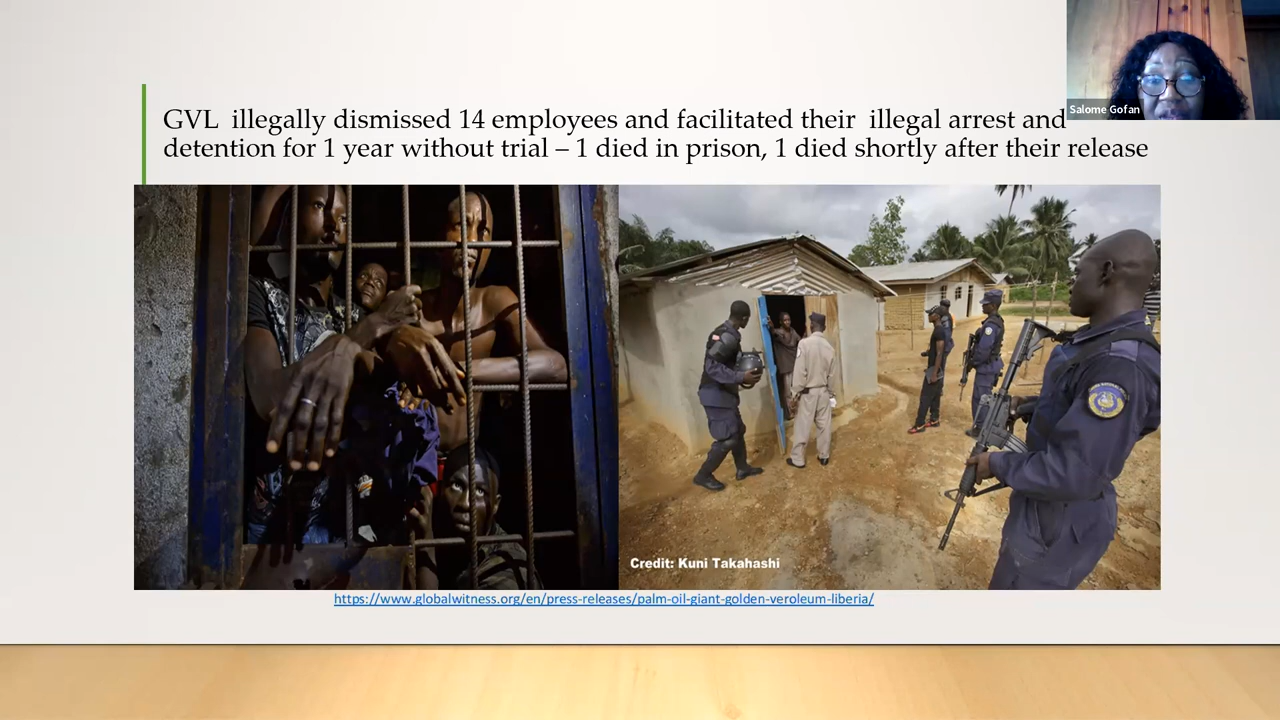 Salome Gofan
GVL illegally dismissed 14 employees and facilitated their illegal arrest and
detention for 1 year without trial – 1 died in prison, 1 died shortly after their release
Credit: Kuni Takahashi
https://www.globalwitness.org/en/press-releases/palm-oil-giant-golden-veroleum-liberia/